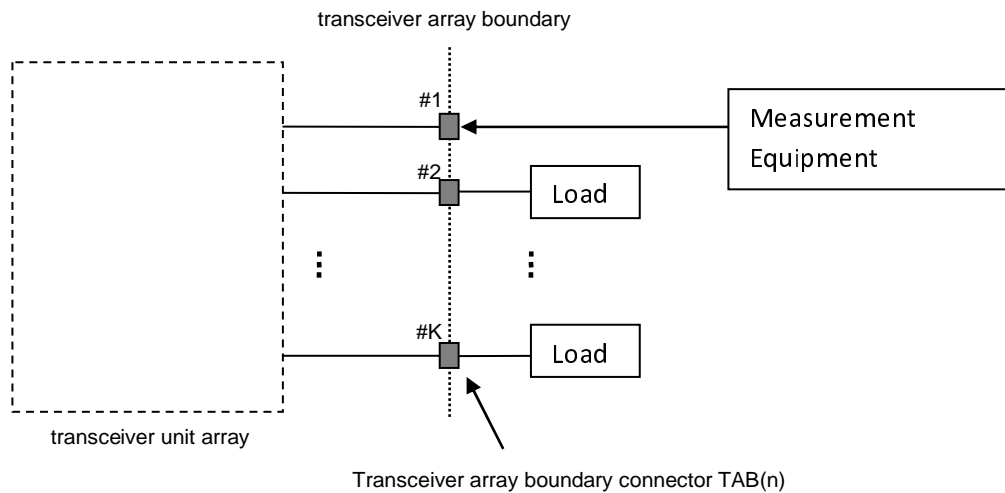 transceiver array boundary
#1
Measurement
Equipment
#2
Load
#K
Load
transceiver unit array
Transceiver array boundary connector TAB(n)